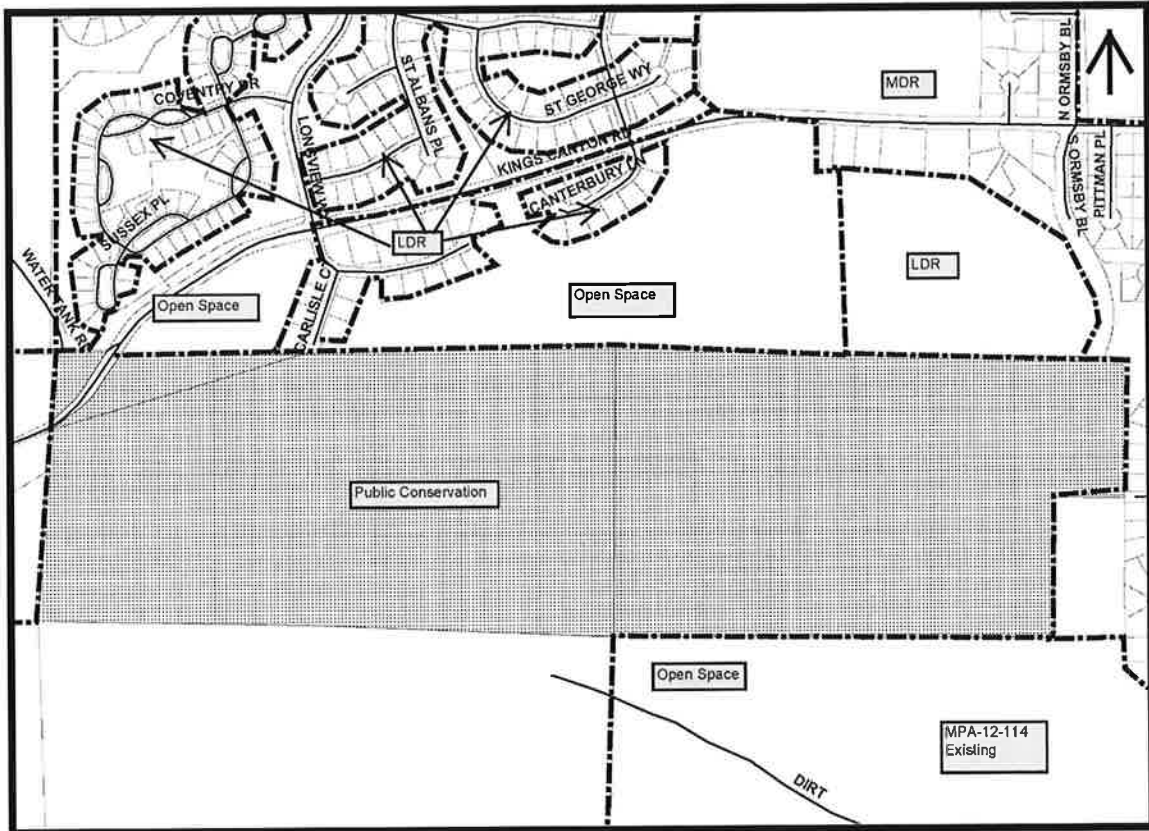 COVENTRY DR
ST ALBANS PL
ST GEORGE WY
MDR
N ORMSBY BL
LONGVIEW WY
KINGS CANYON RD
CANTERBURY
S ORMSBY BL
PITTMAN PL
SUSSEX PL
LDR
LDR
WATER TANK RD
Open Space
CARLISLE CT
Open Space
Public Conservation
Open Space
MPA-12-114
Existing
DIRT